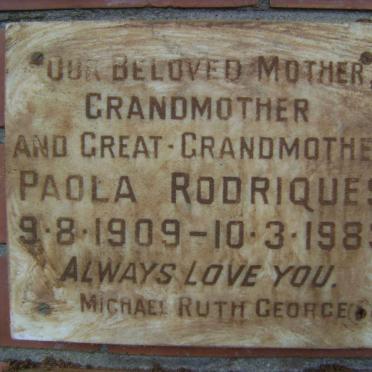 OUR BELOVED MOTHER,
GRANDMOTHER
AND GREAT-GRANDMOTHE
PAOLA RODRIQUES
9·8·1909–10·3·198
ALWAYS LOVE YOU.
MICHAEL RUTH GEORGE